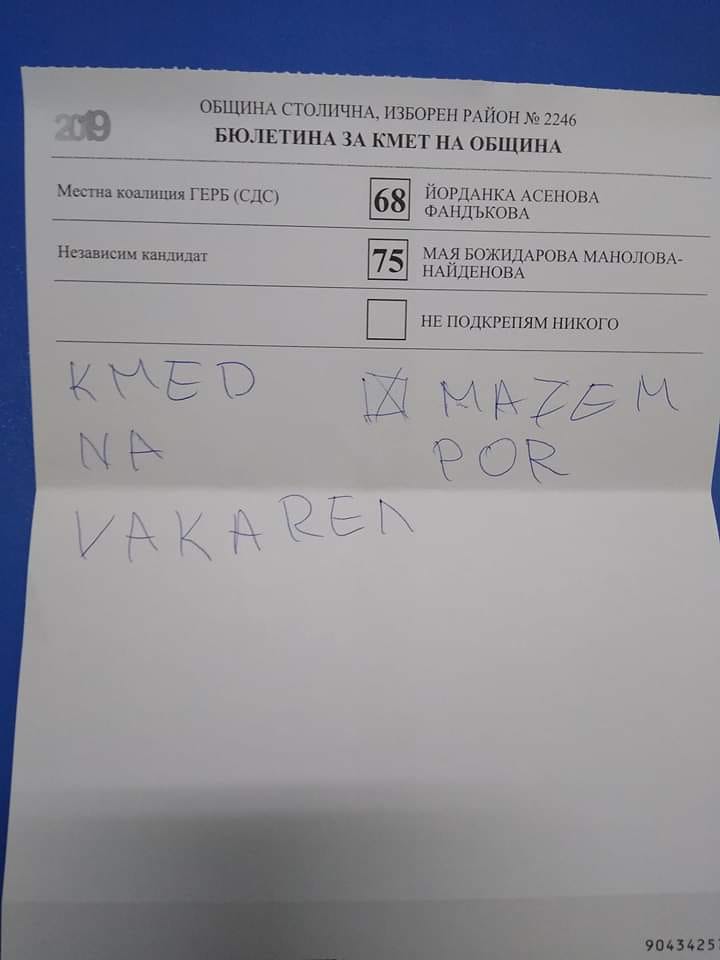 2019
ОБЩИНА СТОЛИЧНА, ИЗБОРЕН РАЙОН № 2246
БЮЛЕТИНА ЗА КМЕТ НА ОБЩИНА
Местна коалиция ГЕРБ (СДС) 68 ЙОРДАНКА АСЕНОВА
ФАНДЪКОВА
Независим кандидат 75 МАЯ БОЖИДАРОВА МАНОЛОВА-
НАЙДЕНОВА
НЕ ПОДКРЕПЯМ НИКОГО
KMED MAZEM
NA POR
VAKAREL
9043425